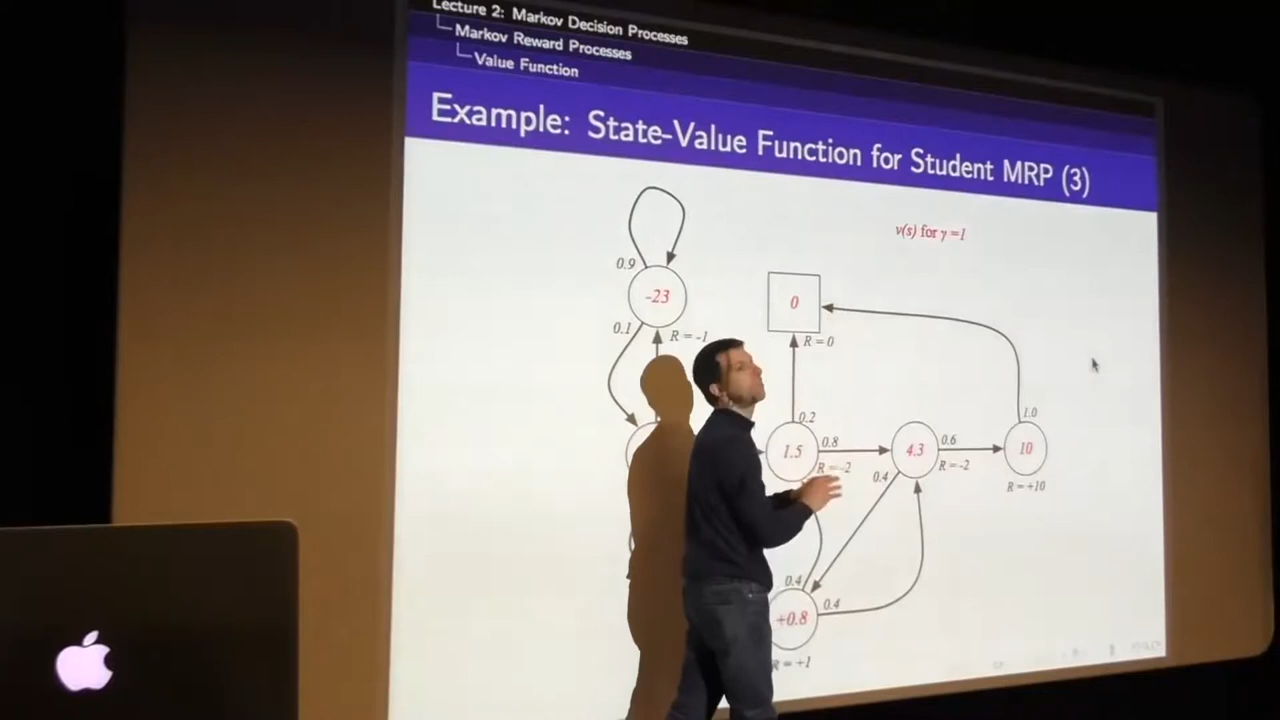 Lecture 2: Markov Decision Processes
Markov Reward Processes
Value Function
Example: State-Value Function for Student MRP (3)
v(s) for γ =1
0.9
-23
0
0.1
R = -1
R = 0
0.2
1.0
1.5
0.8
4.3
0.6
10
R = -2
0.4
R = -2
R = +10
0.4
+0.8
0.4
R = +1